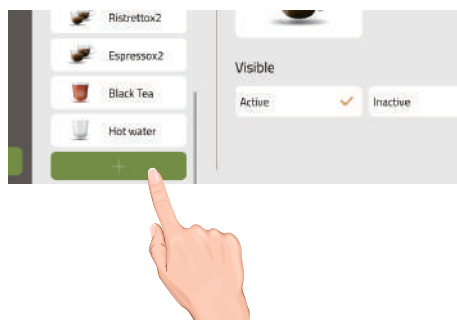 Ristrettox2
Espressox2
Black Tea
Hot water
+
Visible
Active
Inactive